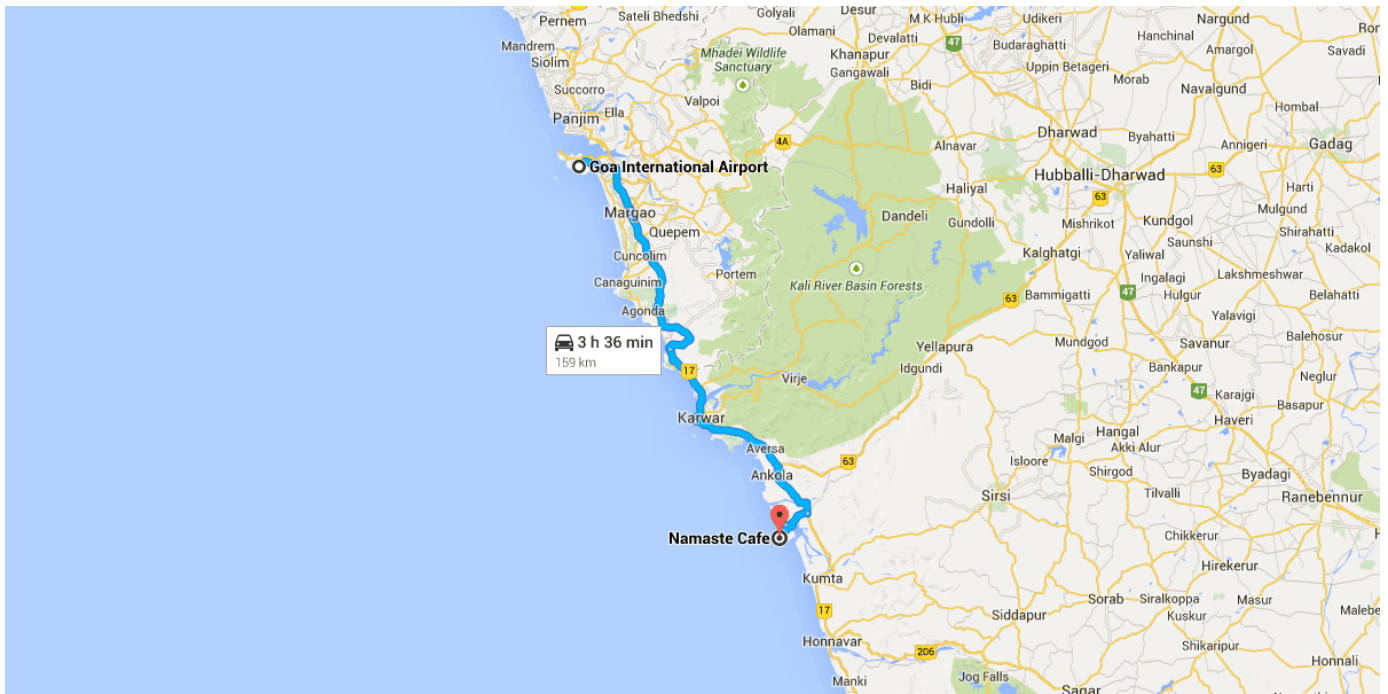 Pernem
Sateli Bhedshi
Golyali
Desur
M K Hubli
Udikeri
Nargund
Olamani
Devalatti
47
Budaraghatti
Hanchinal
Amargol
Savadi
Mandrem
Siolim
Mhadei Wildlife
Sanctuary
Khanapur
Gangawali
Bidi
Uppin Betageri
Morab
Navalgund
Succorro
Ella
Valpoi
Hombal
Panjim
4A
Alnavar
Dharwad
Byahatti
Annigeri
Gadag
Goa International Airport
Hubballi-Dharwad
63
Haliyal
63
Harti
Margao
Quepem
Dandeli
Gundolli
Mishrikot
Kundgol
Mulgund
Shirahatti
Cuncolim
Portem
Kalghatgi
Saunshi
Yaliwal
Kadakol
Canaguinim
Kali River Basin Forests
63
Bammigatti
47
Ingalagi
Hulgur
Lakshmeshwar
Belahatti
Agonda
Yalavigi
3 h 36 min
159 km
Yellapura
Mundgod
Savanur
Balehosur
17
Virje
Idgundi
Bankapur
47
Neglur
Karajgi
Basapur
Karwar
Haveri
Aversa
63
Malgi
Hangal
Akki Alur
Ankola
Isloore
Shirgod
Byadagi
Sirsi
Tilvalli
Ranebennur
Namaste Cafe
Chikkerur
Hirekerur
Kumta
Sorab
Siralkoppa
Masur
17
Siddapur
Kuskur
Honnavar
206
Shikaripur
Honnali
Manki
Jog Falls
Sagar